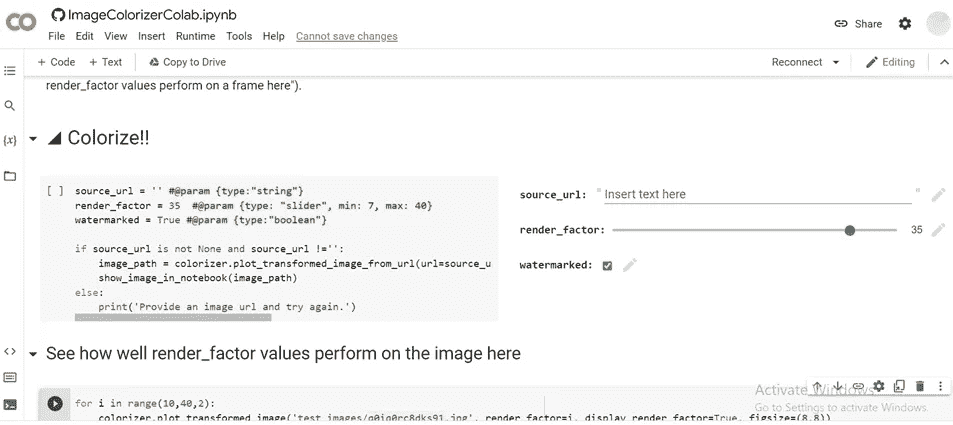 ImageColorizerColab.ipynb
File Edit View Insert Runtime Tools Help Cannot save changes
Share
+ Code + Text Copy to Drive
Reconnect
Editing
render_factor values perform on a frame here").
Colorize!!
[ ] source_url = '' #@param {type:"string"}
render_factor = 35 #@param {type: "slider", min: 7, max: 40}
watermarked = True #@param {type:"boolean"}
if source_url is not None and source_url !='':
image_path = colorizer.plot_transformed_image_from_url(url=source_u
show_image_in_notebook(image_path)
else:
print('Provide an image url and try again.')
source_url: " Insert text here "
render_factor: 35
watermarked:
See how well render_factor values perform on the image here
for i in range(10,40,2):
colorizer.plot_transformed_image('test_images/ render_factor=i, display_render_factor=True, figsize=(8,8))
Activate Windows
Go to Settings to activate Windows.